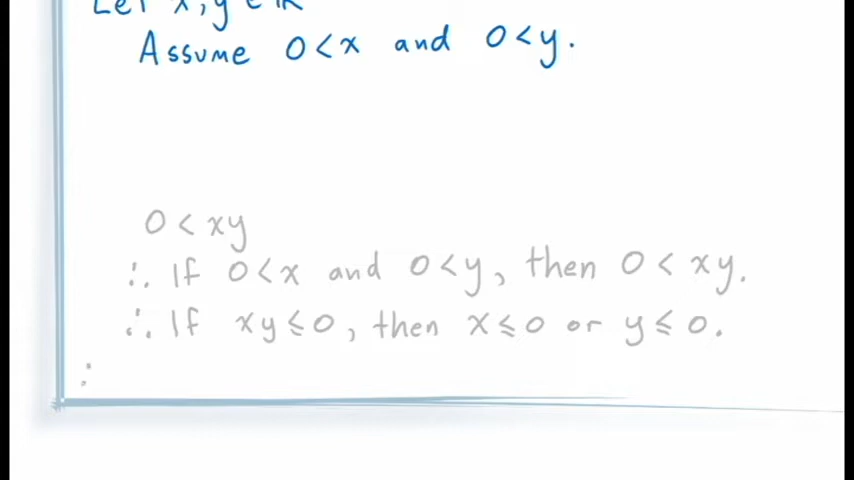 Let x, y ∈ ℝ
Assume 0 < x and 0 < y.
0 < xy
∴ If 0 < x and 0 < y, then 0 < xy.
∴ If xy ≤ 0, then x ≤ 0 or y ≤ 0.